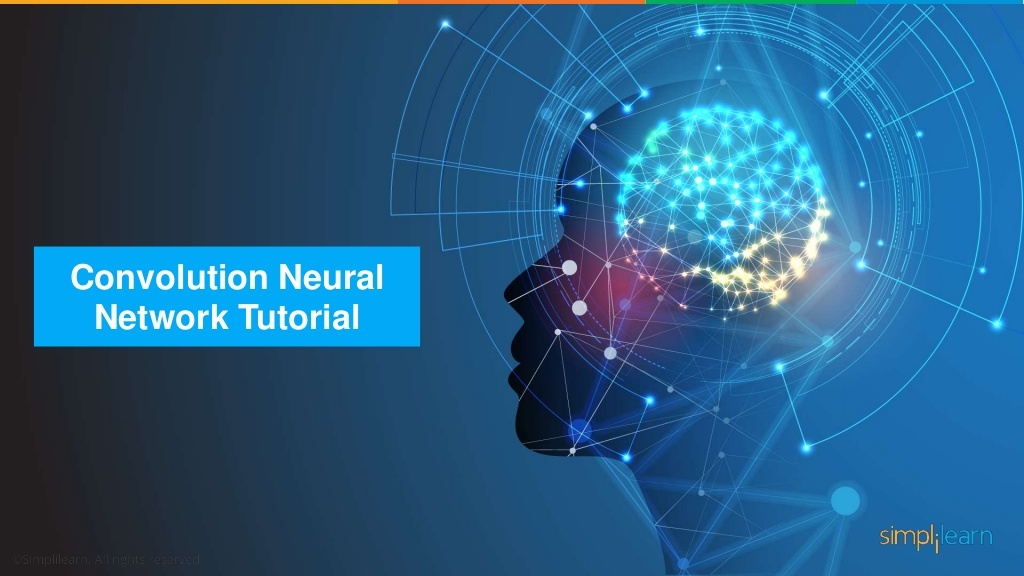 Convolution Neural
Network Tutorial
simplilearn
©Simplilearn. All rights reserved